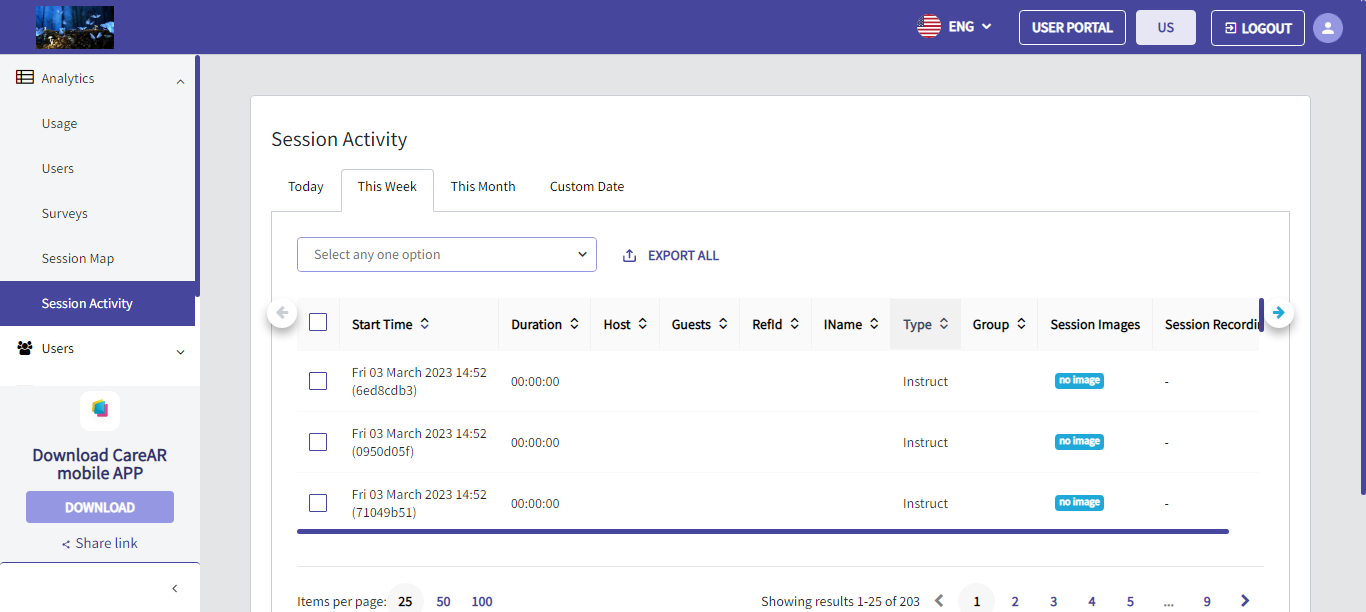 ENG
USER PORTAL
US
LOGOUT
Analytics
Usage
Users
Surveys
Session Map
Session Activity
Users
Download CareAR
mobile APP
DOWNLOAD
Share link
Session Activity
Today This Week This Month Custom Date
Select any one option
EXPORT ALL
Start Time Duration Host Guests RefId IName Type Group Session Images Session Recordi
Fri 03 March 2023 14:52
(6ed8cdb3)
00:00:00 Instruct no image -
Fri 03 March 2023 14:52
(0950d05f)
00:00:00 Instruct no image -
Fri 03 March 2023 14:52
(71049b51)
00:00:00 Instruct no image -
Items per page: 25 50 100
Showing results 1-25 of 203 1 2 3 4 5 ... 9